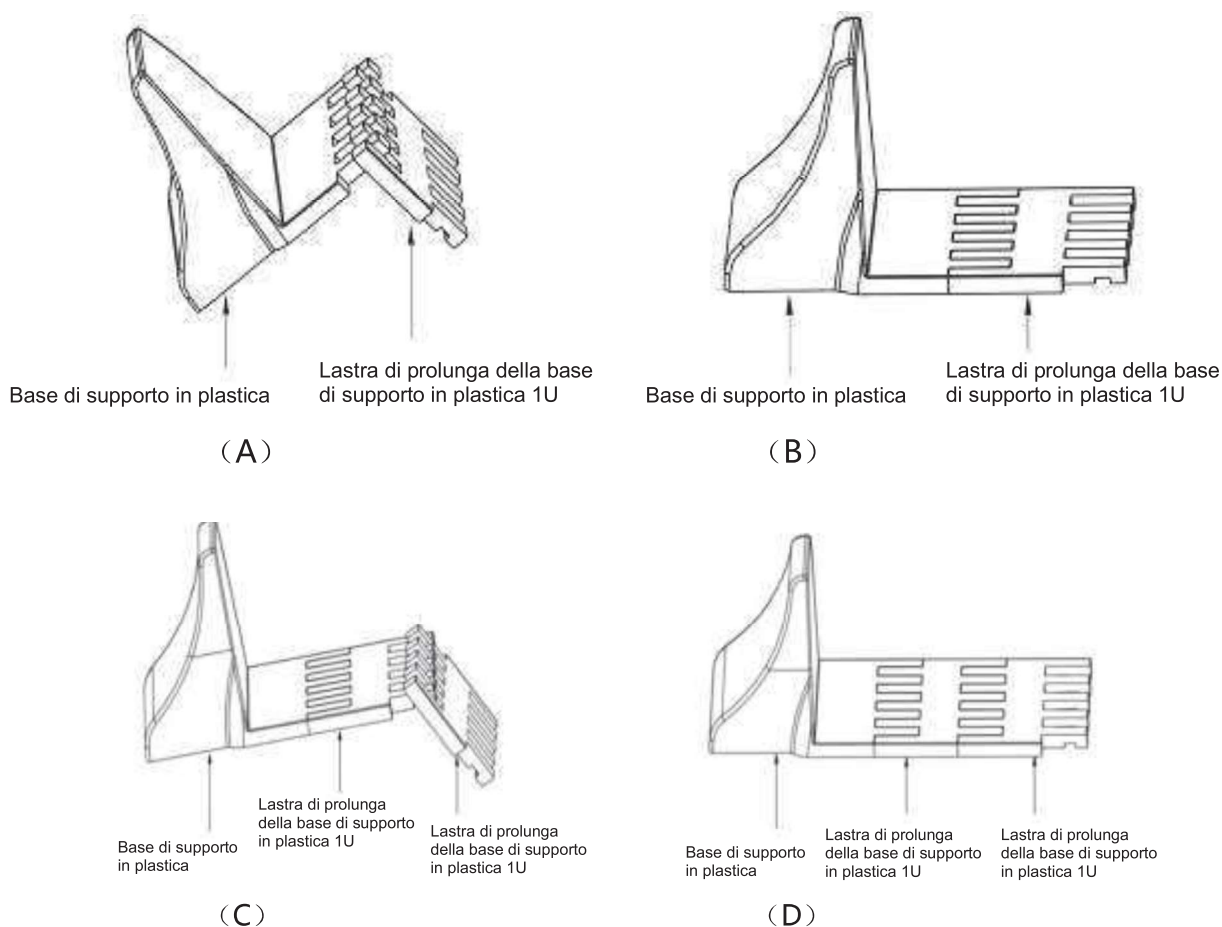 Base di supporto in plastica
Lastra di prolunga della base
di supporto in plastica 1U
(A)
Base di supporto in plastica
Lastra di prolunga della base
di supporto in plastica 1U
(B)
Base di supporto
in plastica
Lastra di prolunga
della base di supporto
in plastica 1U
Lastra di prolunga
della base di supporto
in plastica 1U
(C)
Base di supporto
in plastica
Lastra di prolunga
della base di supporto
in plastica 1U
Lastra di prolunga
della base di supporto
in plastica 1U
(D)